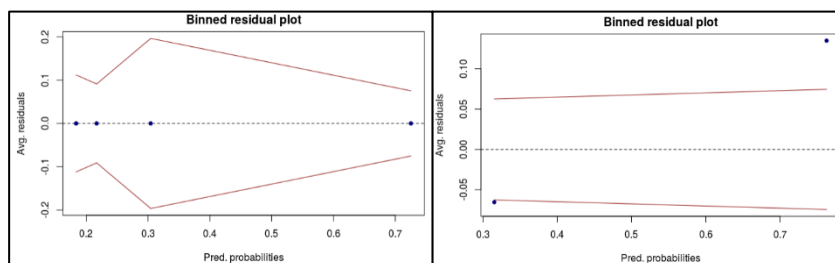 Binned residual plot
Avg. residuals
0.2
0.1
0.0
0.1
0.2
0.2 0.3 0.4 0.5 0.6 0.7
Pred. probabilities
Binned residual plot
Avg. residuals
0.10
0.05
0.00
-0.05
0.3 0.4 0.5 0.6 0.7
Pred. probabilities